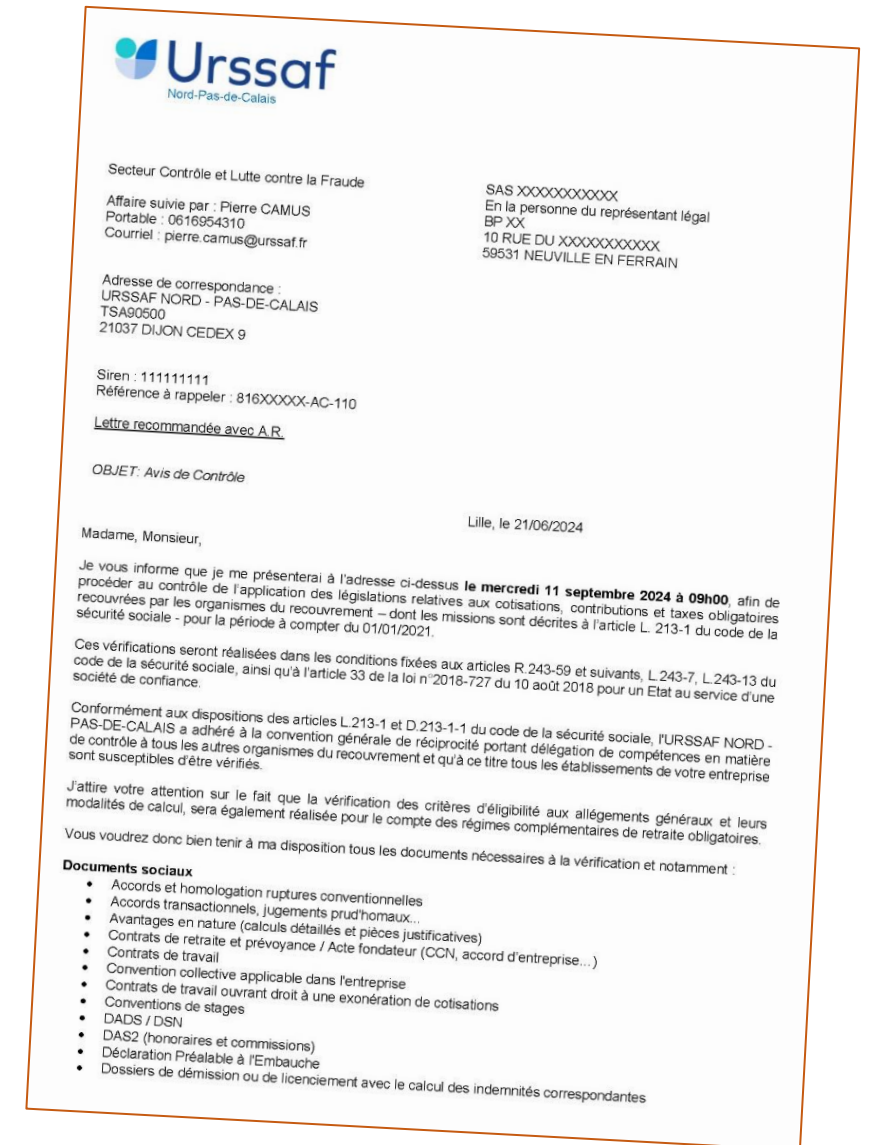 Urssaf
Nord-Pas-de-Calais
Secteur Contrôle et Lutte contre la Fraude
Affaire suivie par : Pierre CAMUS
Portable : 0616954310
Courriel : pierre.camus@urssaf.fr
SAS XXXXXXXXXXX
En la personne du représentant légal
BP XX
10 RUE DU XXXXXXXXXXX
59531 NEUVILLE EN FERRAIN
Adresse de correspondance :
URSSAF NORD - PAS-DE-CALAIS
TSA90500
21037 DIJON CEDEX 9
Siren : 111111111
Référence à rappeler : 816XXXXX-AC-110
Lettre recommandée avec A.R.
OBJET: Avis de Contrôle
Lille, le 21/06/2024
Madame, Monsieur,
Je vous informe que je me présenterai à l'adresse ci-dessus le mercredi 11 septembre 2024 à 09h00, afin de
procéder au contrôle de l'application des législations relatives aux cotisations, contributions et taxes obligatoires
recouvrées par les organismes du recouvrement – dont les missions sont décrites à l'article L. 213-1 du code de la
sécurité sociale - pour la période à compter du 01/01/2021.
Ces vérifications seront réalisées dans les conditions fixées aux articles R.243-59 et suivants, L.243-7, L.243-13 du
code de la sécurité sociale, ainsi qu'à l'article 33 de la loi n°2018-727 du 10 août 2018 pour un Etat au service d'une
société de confiance.
Conformément aux dispositions des articles L.213-1 et D.213-1-1 du code de la sécurité sociale, l'URSSAF NORD -
PAS-DE-CALAIS a adhéré à la convention générale de réciprocité portant délégation de compétences en matière
de contrôle à tous les autres organismes du recouvrement et qu'à ce titre tous les établissements de votre entreprise
sont susceptibles d'être vérifiés.
J'attire votre attention sur le fait que la vérification des critères d'éligibilité aux allégements généraux et leurs
modalités de calcul, sera également réalisée pour le compte des régimes complémentaires de retraite obligatoires.
Vous voudrez donc bien tenir à ma disposition tous les documents nécessaires à la vérification et notamment :
Documents sociaux
• Accords et homologation ruptures conventionnelles
• Accords transactionnels, jugements prud'homaux...
• Avantages en nature (calculs détaillés et pièces justificatives)
• Contrats de retraite et prévoyance / Acte fondateur (CCN, accord d'entreprise...)
• Contrats de travail
• Convention collective applicable dans l'entreprise
• Contrats de travail ouvrant droit à une exonération de cotisations
• Conventions de stages
• DADS / DSN
• DAS2 (honoraires et commissions)
• Déclaration Préalable à l'Embauche
• Dossiers de démission ou de licenciement avec le calcul des indemnités correspondantes